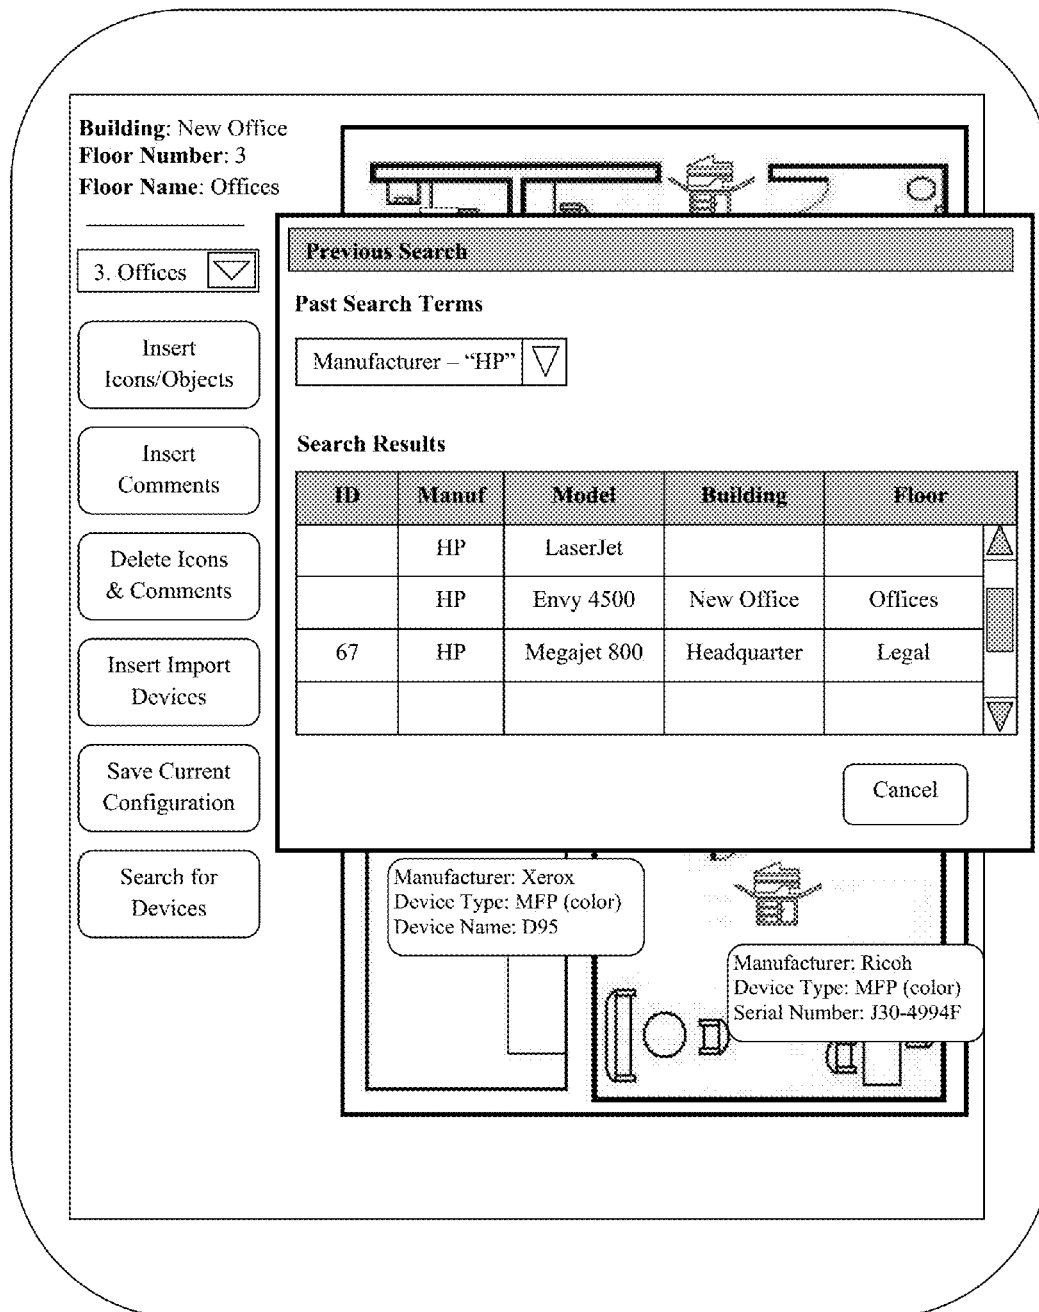 Building: New Office
Floor Number: 3
Floor Name: Offices
3. Offices
Insert
Icons/Objects
Insert
Comments
Delete Icons
& Comments
Insert Import
Devices
Save Current
Configuration
Search for
Devices
Previous Search
Past Search Terms
Manufacturer – “HP”
Search Results
ID Manuf Model Building Floor
HP LaserJet
HP Envy 4500 New Office Offices
67 HP Megajet 800 Headquarter Legal
Cancel
Manufacturer: Xerox
Device Type: MFP (color)
Device Name: D95
Manufacturer: Ricoh
Device Type: MFP (color)
Serial Number: J30-4994F